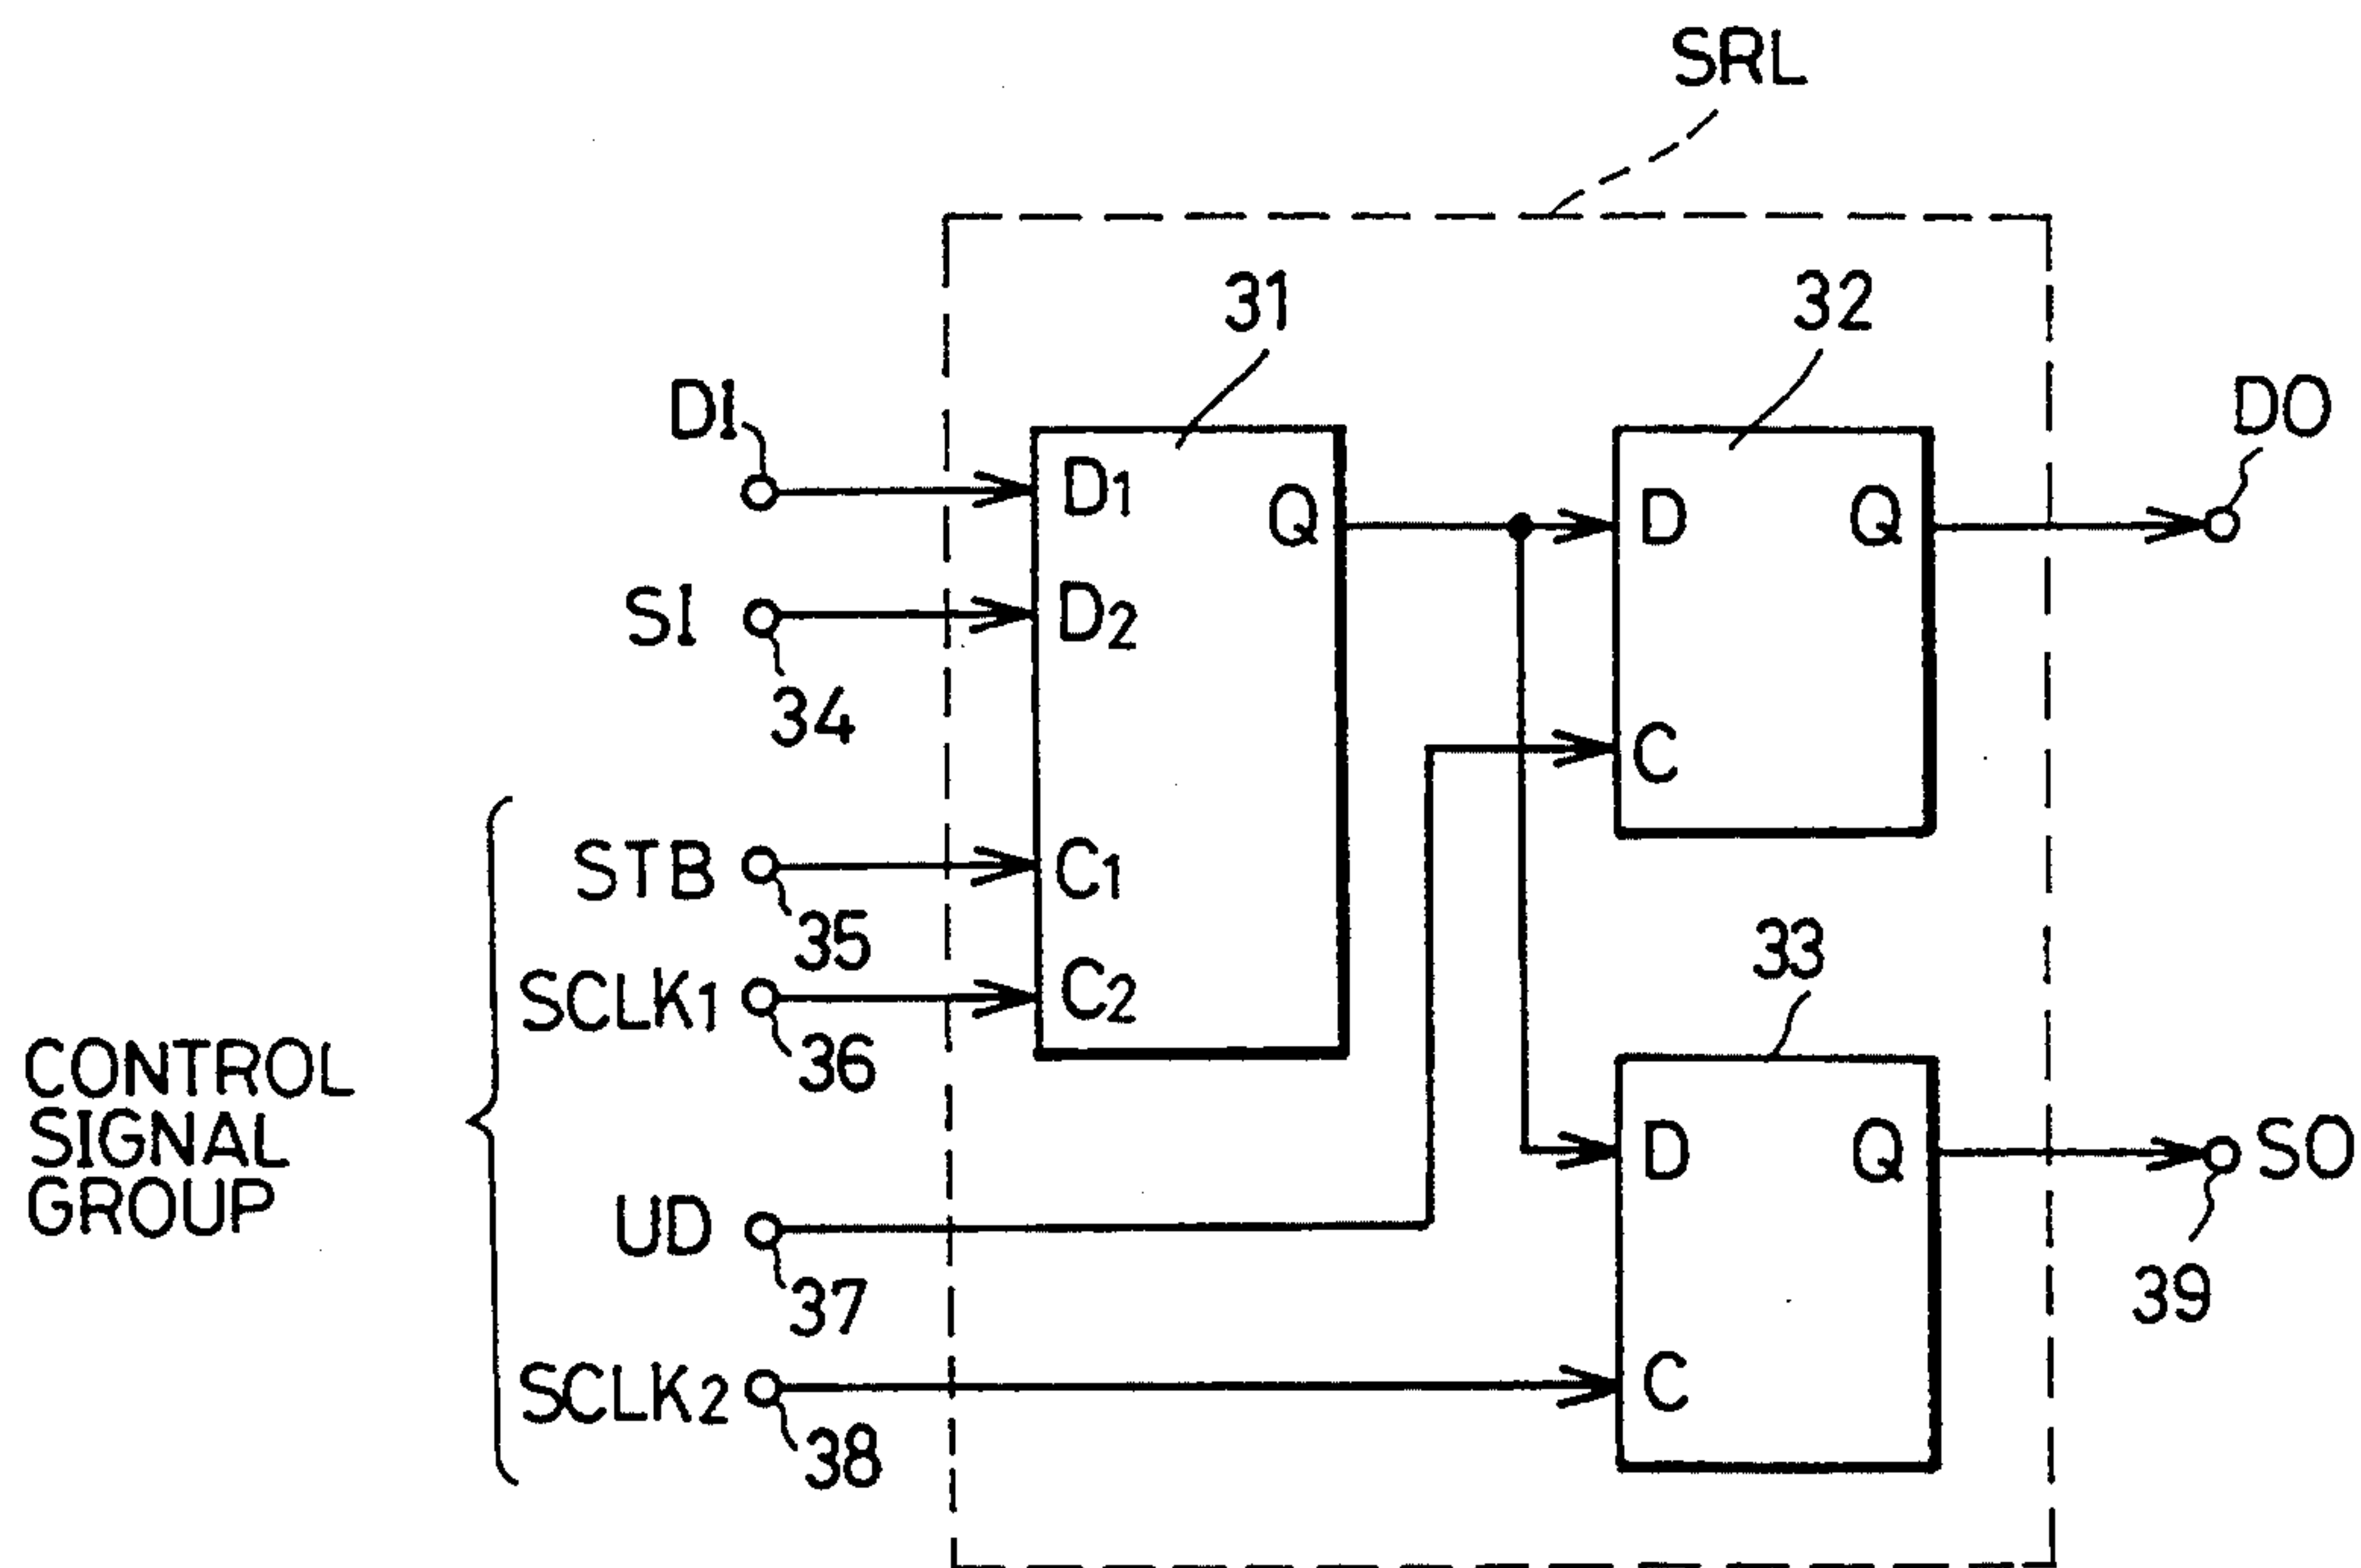 SRL
31
32
DI
DO
D1
Q
D
Q
SI
D2
34
C
STB
C1
35
33
SCLK1
C2
36
CONTROL
SIGNAL
GROUP
D
Q
SO
UD
37
39
SCLK2
C
38